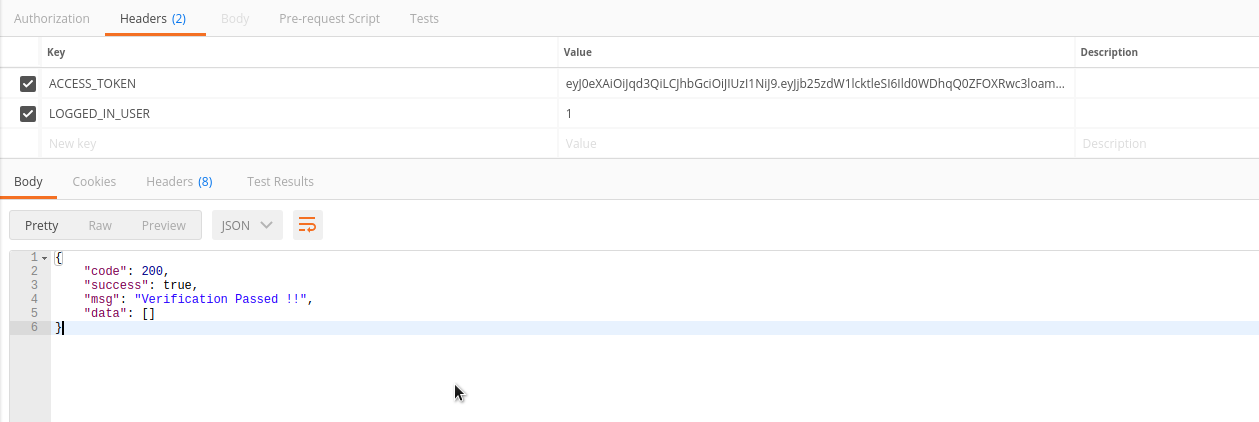 Authorization Headers (2) Body Pre-request Script Tests
Key Value Description
ACCESS_TOKEN eyJ0eXAiOiJqd3QiLCJhbGciOiJIUzI1NiJ9.eyJjb25zdW1lcktleSI6Ild0WDhqQ0ZFOXRwc3loam...
LOGGED_IN_USER 1
New key Value Description
Body Cookies Headers (8) Test Results
Pretty Raw Preview JSON
1 {
2 "code": 200,
3 "success": true,
4 "msg": "Verification Passed !!",
5 "data": []
6 }